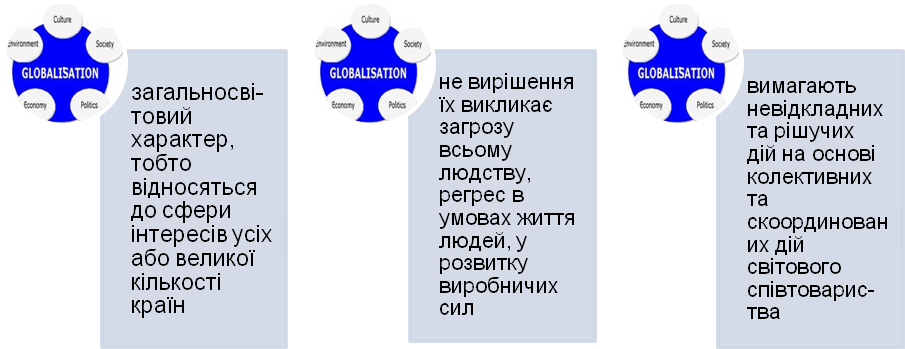 Culture
Environment
Society
GLOBALISATION
Economy
Politics
загальносві-
товий
характер,
тобто
відносяться
до сфери
інтересів усіх
або великої
кількості
країн
Culture
Environment
Society
GLOBALISATION
Economy
Politics
не вирішення
їх викликає
загрозу
всьому
людству,
регрес в
умовах життя
людей, у
розвитку
виробничих
сил
Culture
Environment
Society
GLOBALISATION
Economy
Politics
вимагають
невідкладних
та рішучих
дій на основі
колективних
та
скоординован
их дій
світового
співтоварис-
тва